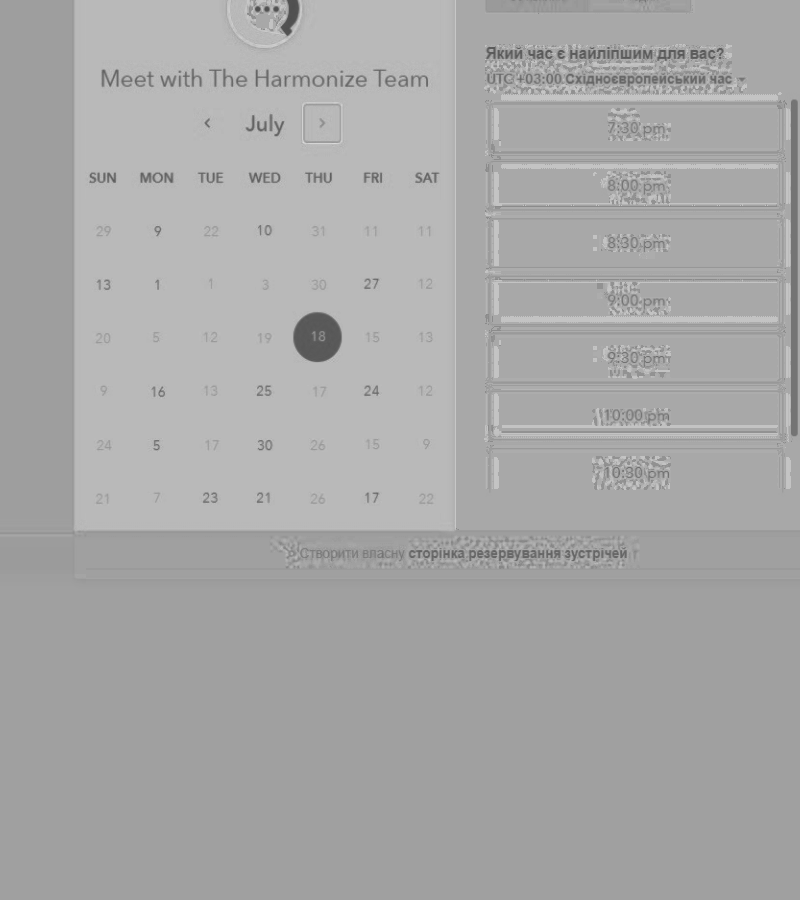 Meet with The Harmonize Team
July
SUN MON TUE WED THU FRI SAT
29 9 22 10 31 11 11
13 1 1 3 30 27 12
20 5 12 19 18 15 13
9 16 13 25 17 24 12
24 5 17 30 26 15 9
21 7 23 21 26 17 22
Який час є найліпшим для вас?
UTC +03:00 Східноєвропейський час
7:30 pm
8:00 pm
8:30 pm
9:00 pm
9:30 pm
10:00 pm
10:30 pm
Створити власну сторінка резервування зустрічей